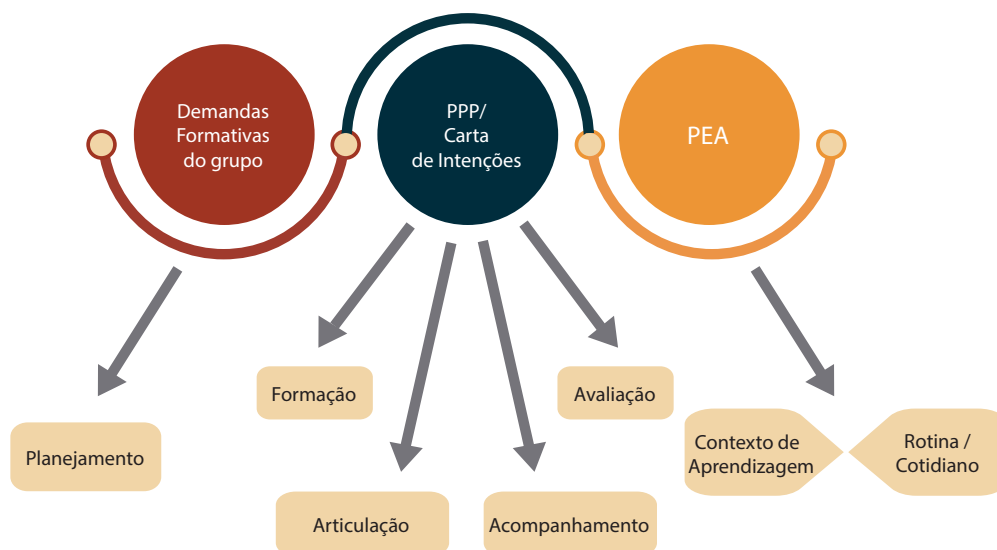 Demandas
Formativas
do grupo
PPP/
Carta
de Intenções
PEA
Formação
Avaliação
Planejamento
Contexto de
Aprendizagem
Rotina /
Cotidiano
Articulação
Acompanhamento